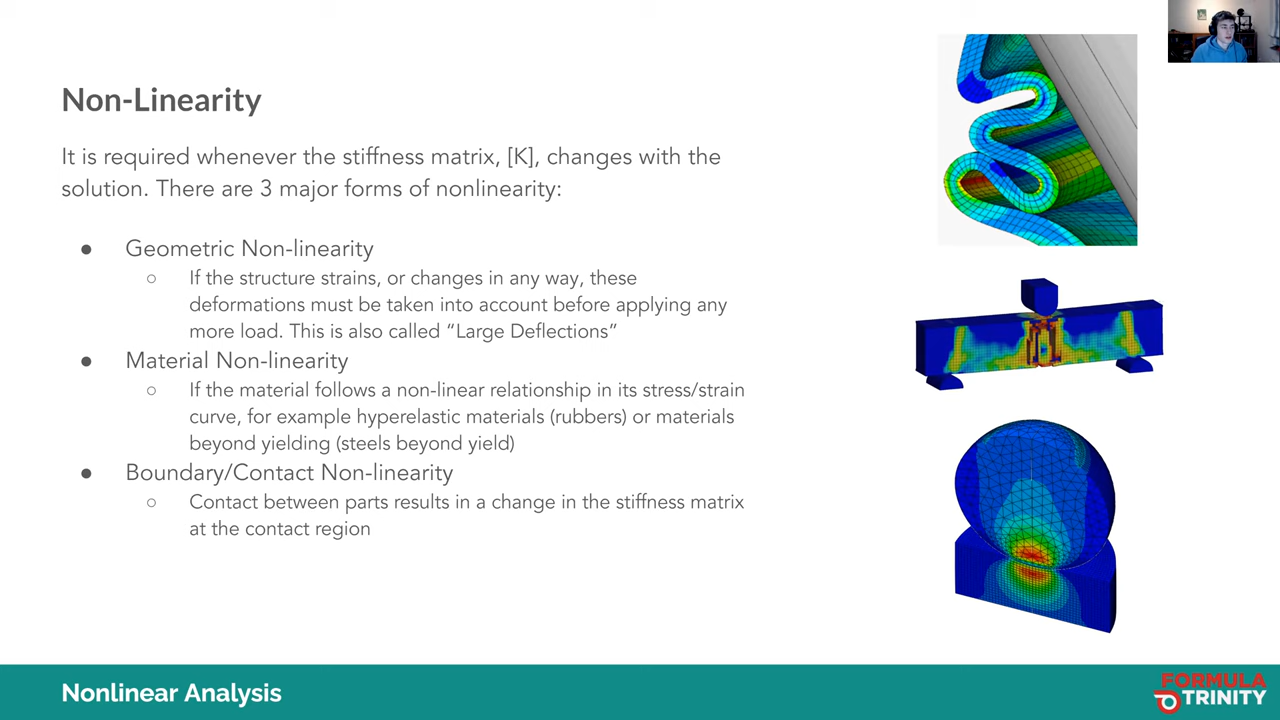 Non-Linearity
It is required whenever the stiffness matrix, [K], changes with the
solution. There are 3 major forms of nonlinearity:
● Geometric Non-linearity
○ If the structure strains, or changes in any way, these
deformations must be taken into account before applying any
more load. This is also called “Large Deflections”
● Material Non-linearity
○ If the material follows a non-linear relationship in its stress/strain
curve, for example hyperelastic materials (rubbers) or materials
beyond yielding (steels beyond yield)
● Boundary/Contact Non-linearity
○ Contact between parts results in a change in the stiffness matrix
at the contact region
Nonlinear Analysis
FORMULA
TRINITY